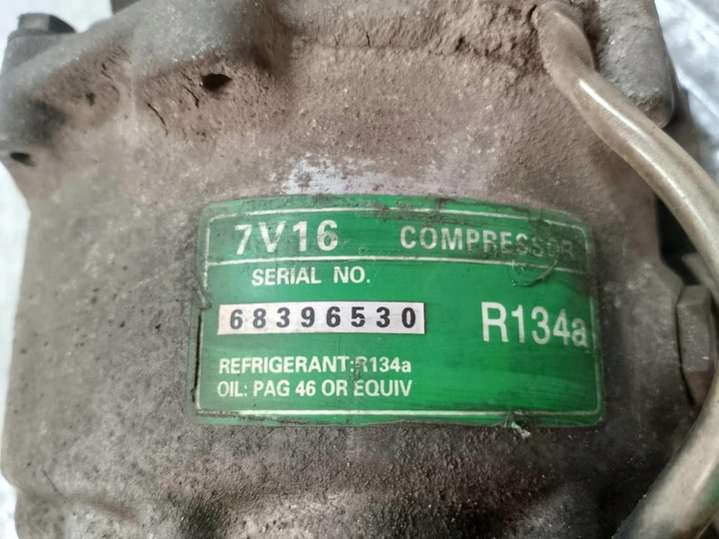 7V16 COMPRESSOR
SERIAL NO.
68396530
R134a
REFRIGERANT: R134a
OIL: PAG 46 OR EQUIV